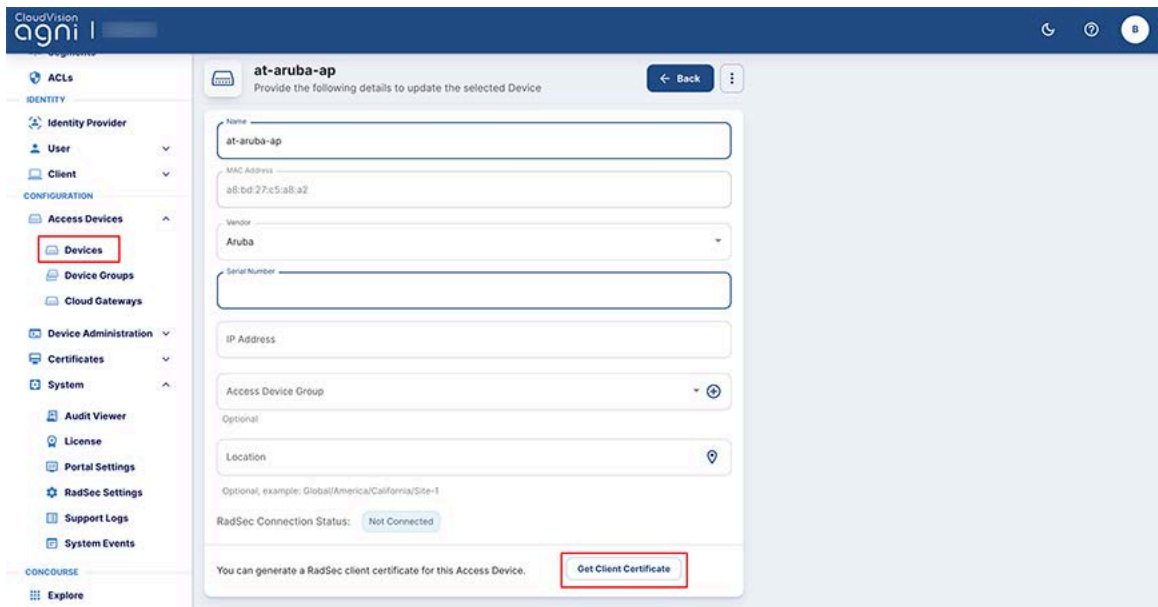 CloudVision
agni |
B
Segments
ACLs
IDENTITY
Identity Provider
User
Client
CONFIGURATION
Access Devices
Devices
Device Groups
Cloud Gateways
Device Administration
Certificates
System
Audit Viewer
License
Portal Settings
RadSec Settings
Support Logs
System Events
CONCOURSE
Explore
at-aruba-ap
Provide the following details to update the selected Device
← Back
Name
at-aruba-ap
MAC Address
a6:bd:27:c5:a8:a2
Vendor
Aruba
Serial Number
IP Address
Access Device Group
Optional
Location
Optional, example: Global/America/California/Site-1
RadSec Connection Status: Not Connected
You can generate a RadSec client certificate for this Access Device. Get Client Certificate